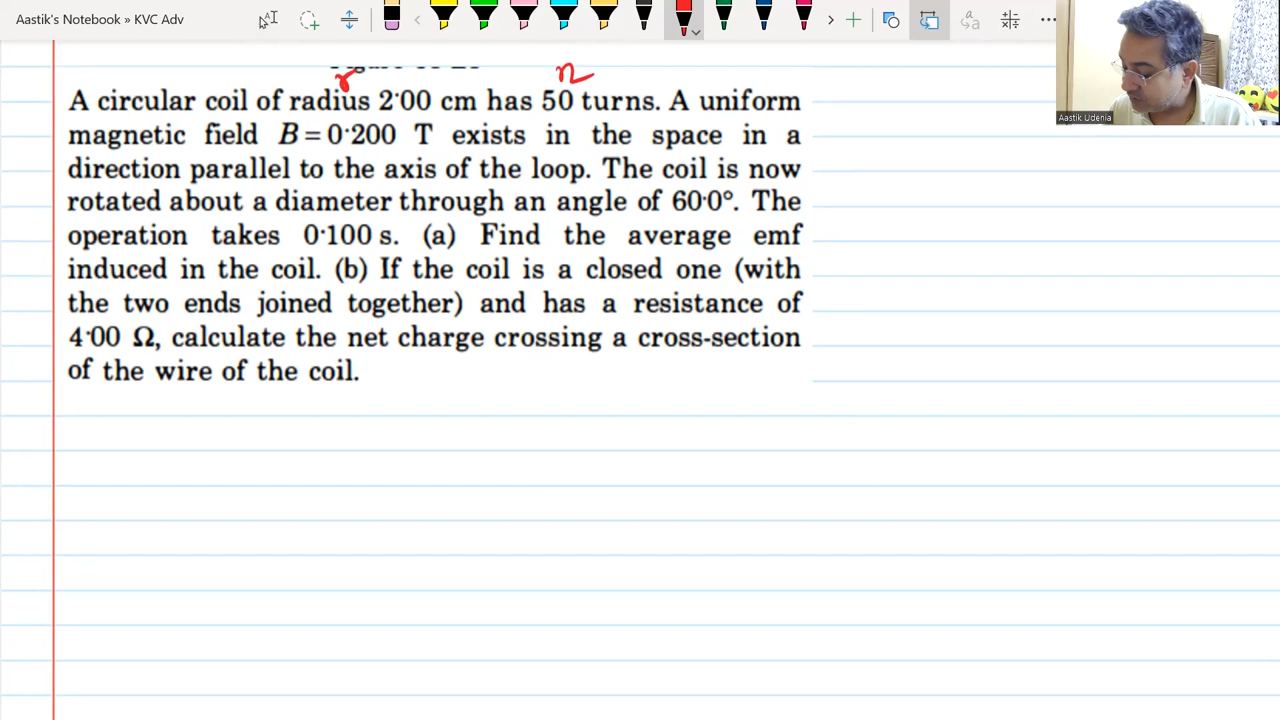 Aastik's Notebook » KVC Adv
r
n
A circular coil of radius 2·00 cm has 50 turns. A uniform
magnetic field B = 0·200 T exists in the space in a
direction parallel to the axis of the loop. The coil is now
rotated about a diameter through an angle of 60·0°. The
operation takes 0·100 s. (a) Find the average emf
induced in the coil. (b) If the coil is a closed one (with
the two ends joined together) and has a resistance of
4·00 Ω, calculate the net charge crossing a cross-section
of the wire of the coil.
Aastik Udenia